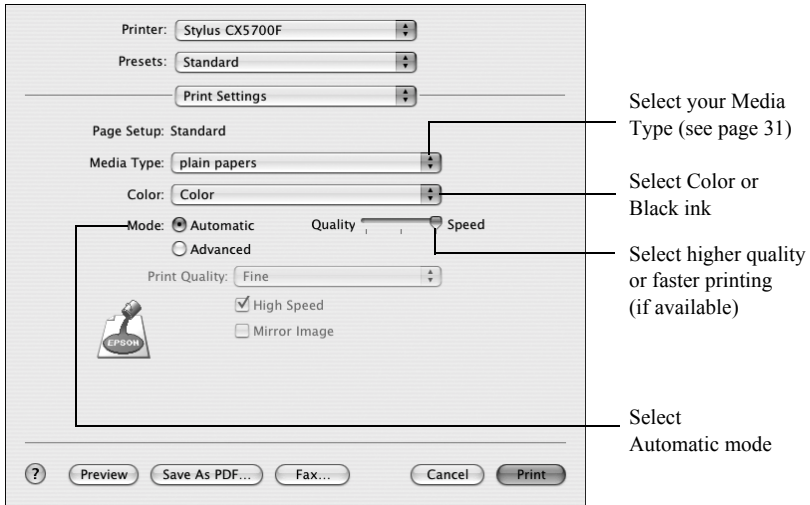 Printer: Stylus CX5700F
Presets: Standard
Print Settings
Page Setup: Standard
Media Type: plain papers
Color: Color
Mode: Automatic Quality Speed
Advanced
Print Quality: Fine
High Speed
Mirror Image
EPSON
? Preview Save As PDF... Fax... Cancel Print
Select your Media
Type (see page 31)
Select Color or
Black ink
Select higher quality
or faster printing
(if available)
Select
Automatic mode